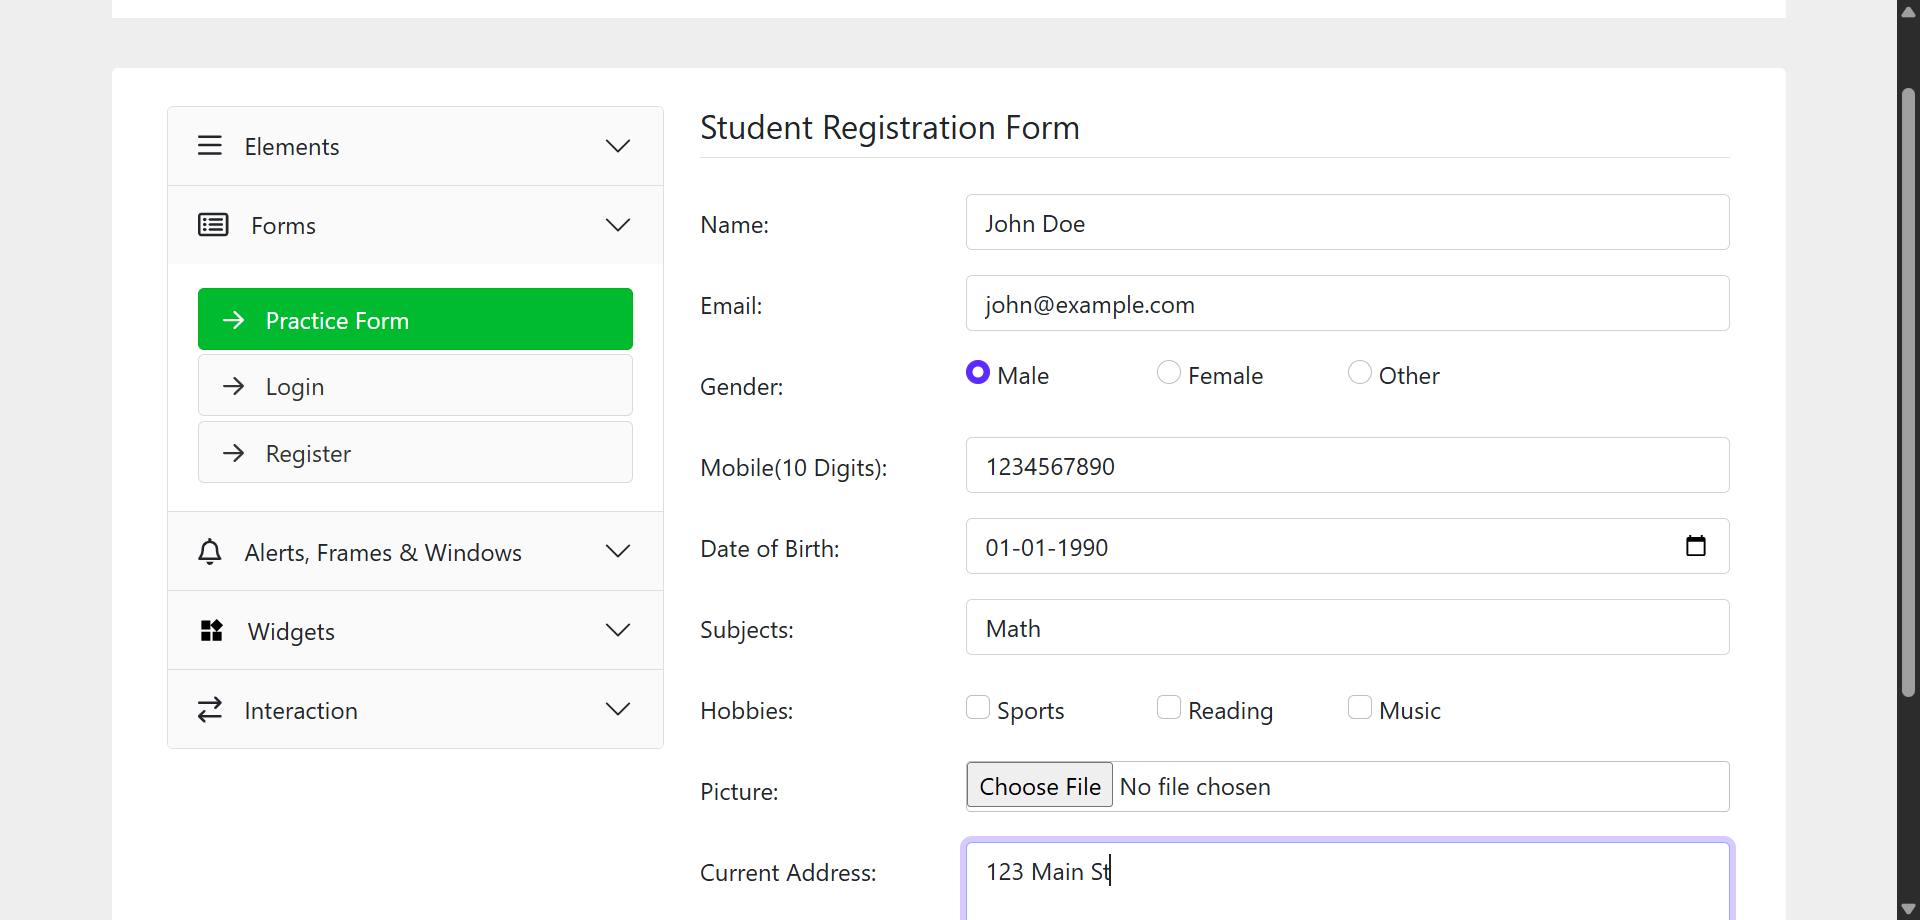 Elements
Forms
Practice Form
Login
Register
Alerts, Frames & Windows
Widgets
Interaction
Student Registration Form
Name: John Doe
Email: john@example.com
Gender: Male Female Other
Mobile(10 Digits): 1234567890
Date of Birth: 01-01-1990
Subjects: Math
Hobbies: Sports Reading Music
Picture: Choose File No file chosen
Current Address: 123 Main St